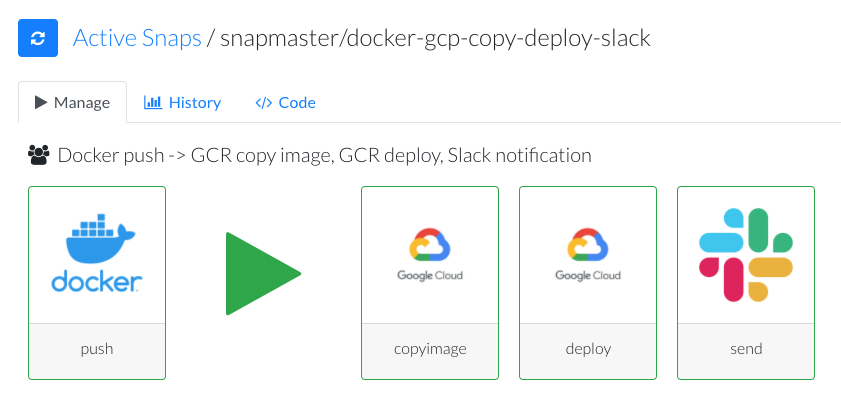 Active Snaps / snapmaster/docker-gcp-copy-deploy-slack
Manage History </> Code
Docker push -> GCR copy image, GCR deploy, Slack notification
docker Google Cloud Google Cloud
push copyimage deploy send